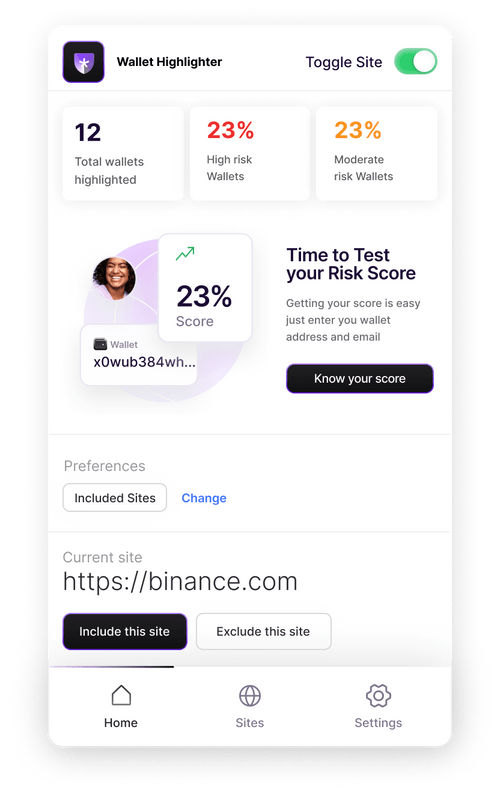 Wallet Highlighter
Toggle Site
12
Total wallets
highlighted
23%
High risk
Wallets
23%
Moderate
risk Wallets
23%
Score
Wallet
x0wub384wh...
Time to Test
your Risk Score
Getting your score is easy
just enter you wallet
address and email
Know your score
Preferences
Included Sites
Change
Current site
https://binance.com
Include this site
Exclude this site
Home
Sites
Settings